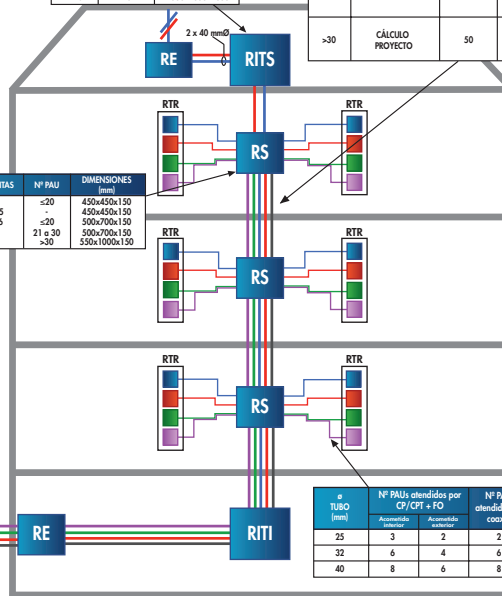 >30 CÁLCULO PROYECTO 50
2 x 40 mmØ
RE
RITS
RTR
RTR
RS
Nº PAU DIMENSIONES (mm)
≤20 450x450x150
- 450x450x150
≤20 500x700x150
21 a 30 500x700x150
>30 550x1000x150
RTR
RTR
RS
RTR
RTR
RS
ø TUBO (mm) Nº PAUs atendidos por CP/CPT + FO
Acometida interior Acometida exterior
25 3 2 2
32 6 4 6
40 8 6 8
RE
RITI